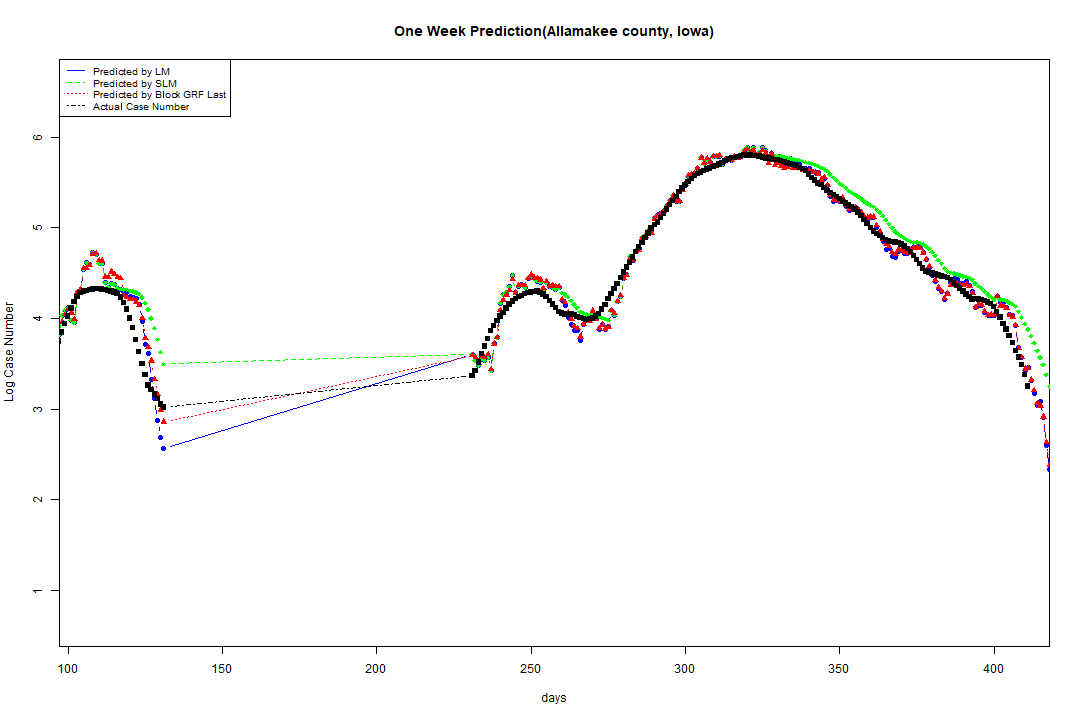 One Week Prediction(Allamakee county, Iowa)
Predicted by LM
Predicted by SLM
Predicted by Block GRF Last
Actual Case Number
Log Case Number
6
5
4
3
2
1
100 150 200 250 300 350 400
days